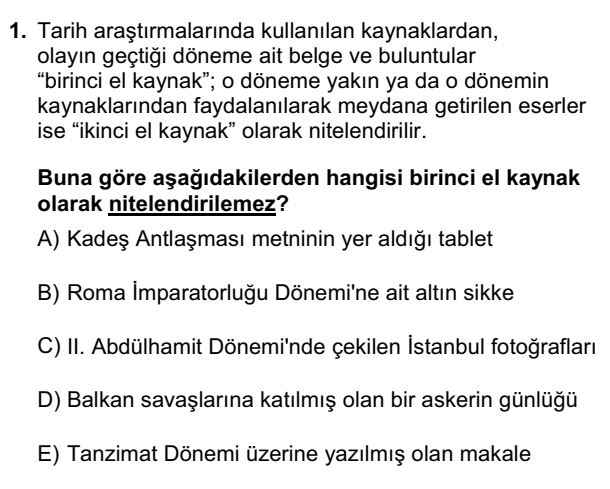 1. Tarih araştırmalarında kullanılan kaynaklardan,
olayın geçtiği döneme ait belge ve buluntular
“birinci el kaynak”; o döneme yakın ya da o dönemin
kaynaklarından faydalanılarak meydana getirilen eserler
ise “ikinci el kaynak” olarak nitelendirilir.
Buna göre aşağıdakilerden hangisi birinci el kaynak
olarak nitelendirilemez?
A) Kadeş Antlaşması metninin yer aldığı tablet
B) Roma İmparatorluğu Dönemi'ne ait altın sikke
C) II. Abdülhamit Dönemi'nde çekilen İstanbul fotoğrafları
D) Balkan savaşlarına katılmış olan bir askerin günlüğü
E) Tanzimat Dönemi üzerine yazılmış olan makale